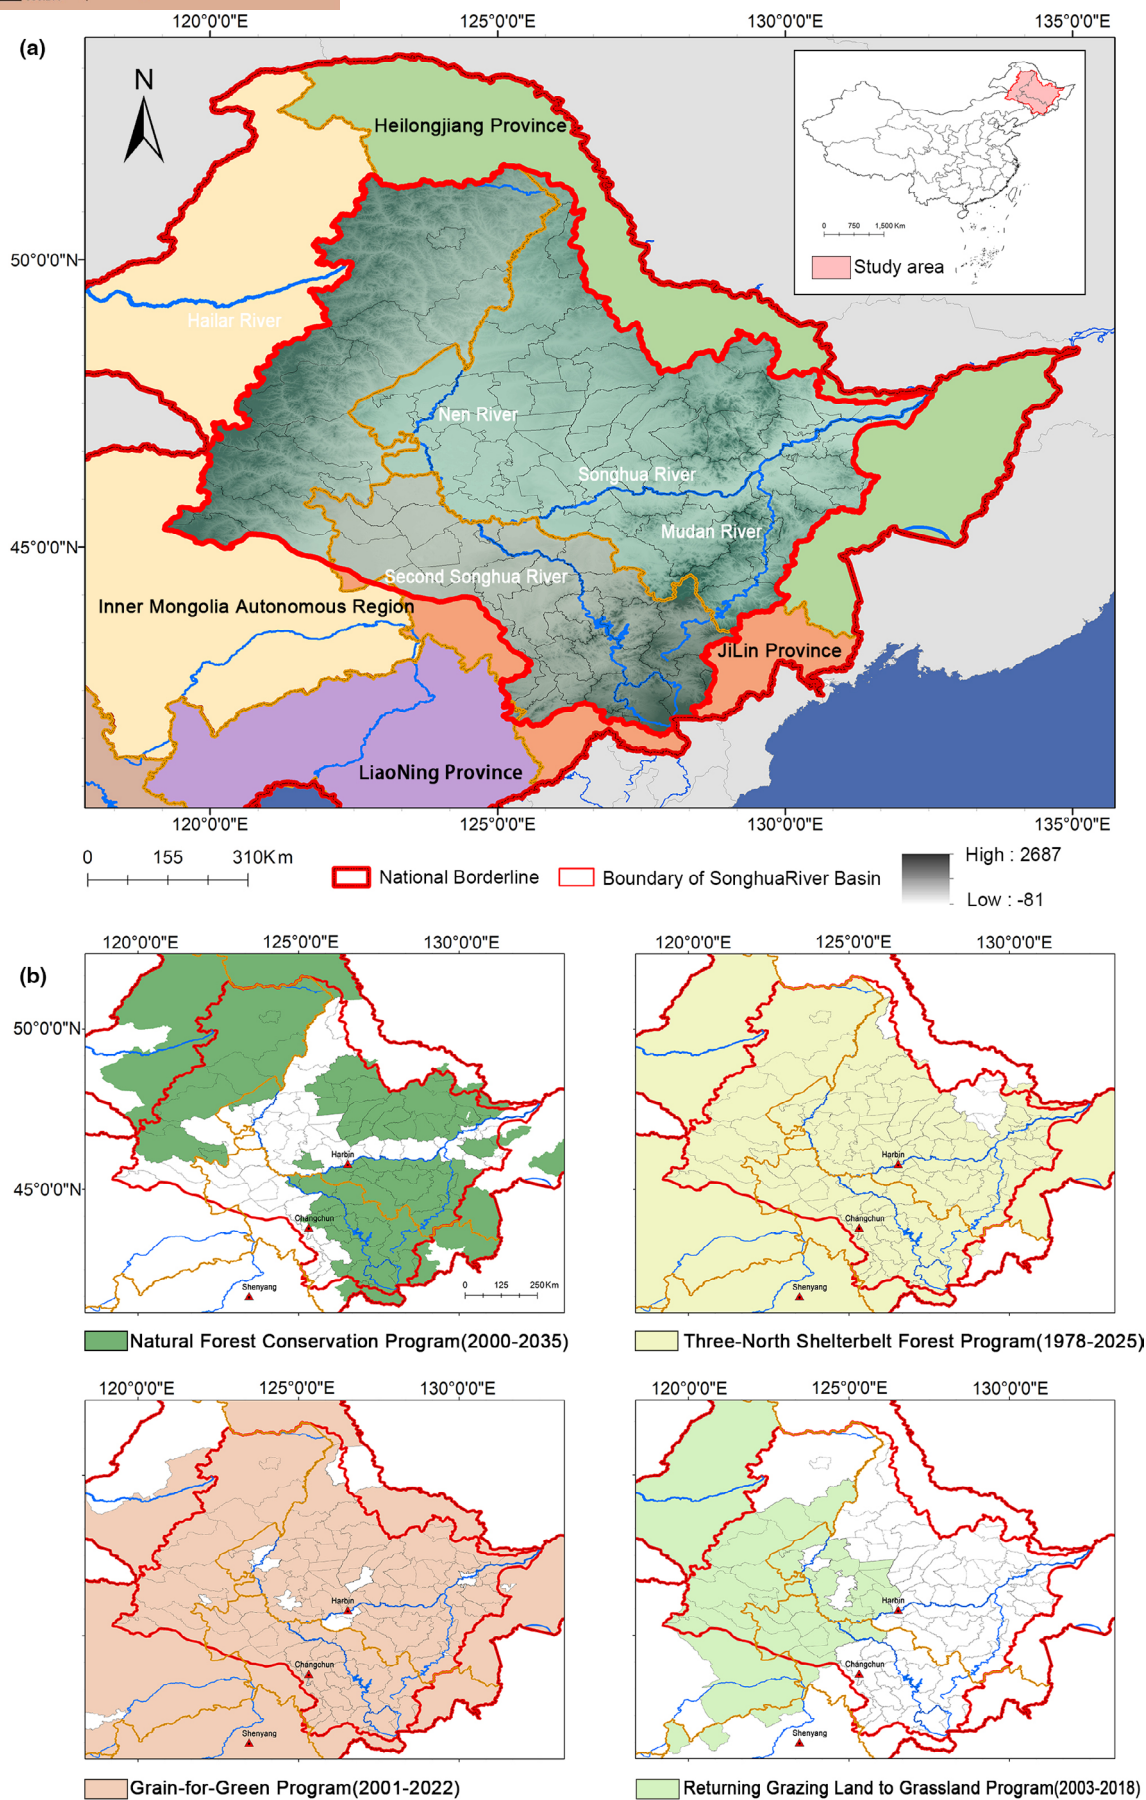 120°0'0"E 125°0'0"E 130°0'0"E 135°0'0"E
(a)
N
Heilongjiang Province
0 750 1,500 Km
Study area
50°0'0"N
Hailar River
Nen River
Songhua River
Mudan River
45°0'0"N
Second Songhua River
Inner Mongolia Autonomous Region
JiLin Province
LiaoNing Province
120°0'0"E 125°0'0"E 130°0'0"E 135°0'0"E
0 155 310Km
National Borderline
Boundary of SonghuaRiver Basin
High : 2687
Low : -81
(b)
120°0'0"E 125°0'0"E 130°0'0"E
50°0'0"N
Harbin
45°0'0"N
Changchun
Shenyang
0 125 250Km
Natural Forest Conservation Program(2000-2035)
120°0'0"E 125°0'0"E 130°0'0"E
Harbin
Changchun
Shenyang
Three-North Shelterbelt Forest Program(1978-2025)
120°0'0"E 125°0'0"E 130°0'0"E
Harbin
Changchun
Shenyang
Grain-for-Green Program(2001-2022)
120°0'0"E 125°0'0"E 130°0'0"E
Harbin
Changchun
Shenyang
Returning Grazing Land to Grassland Program(2003-2018)